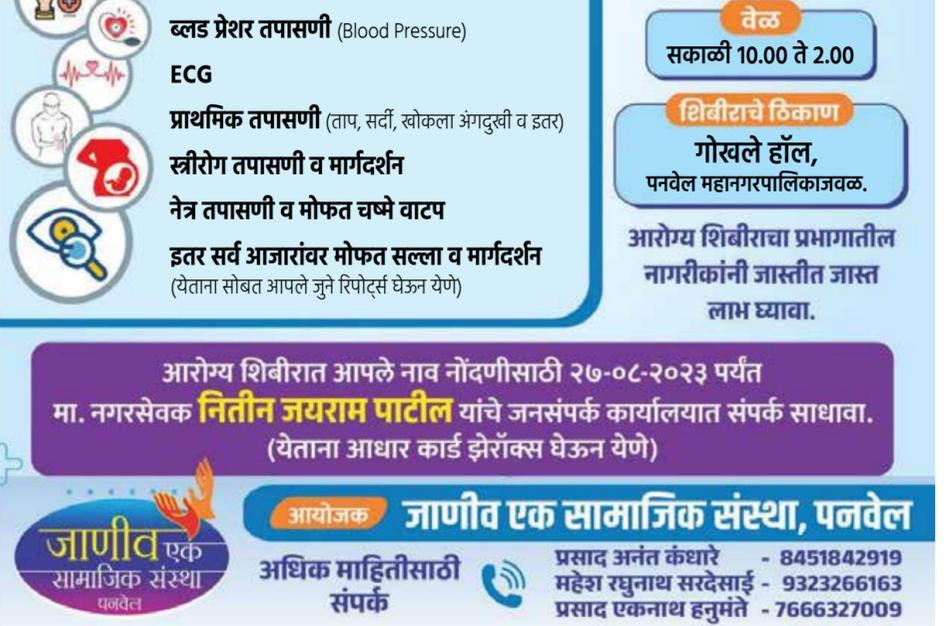 ब्लड प्रेशर तपासणी (Blood Pressure)
ECG
प्राथमिक तपासणी (ताप, सर्दी, खोकला अंगदुखी व इतर)
स्त्रीरोग तपासणी व मार्गदर्शन
नेत्र तपासणी व मोफत चष्मे वाटप
इतर सर्व आजारांवर मोफत सल्ला व मार्गदर्शन
(येताना सोबत आपले जुने रिपोर्ट्स घेऊन येणे)
वेळ
सकाळी 10.00 ते 2.00
शिबीराचे ठिकाण
गोखले हॉल,
पनवेल महानगरपालिकाजवळ.
आरोग्य शिबीराचा प्रभागातील
नागरीकांनी जास्तीत जास्त
लाभ घ्यावा.
आरोग्य शिबीरात आपले नाव नोंदणीसाठी २७-०८-२०२३ पर्यंत
मा. नगरसेवक नितीन जयराम पाटील यांचे जनसंपर्क कार्यालयात संपर्क साधावा.
(येताना आधार कार्ड झेरॉक्स घेऊन येणे)
जाणीव एक
सामाजिक संस्था
पनवेल
आयोजक जाणीव एक सामाजिक संस्था, पनवेल
अधिक माहितीसाठी
संपर्क
प्रसाद अनंत कंधारे - 8451842919
महेश रघुनाथ सरदेसाई - 9323266163
प्रसाद एकनाथ हनुमंते - 7666327009